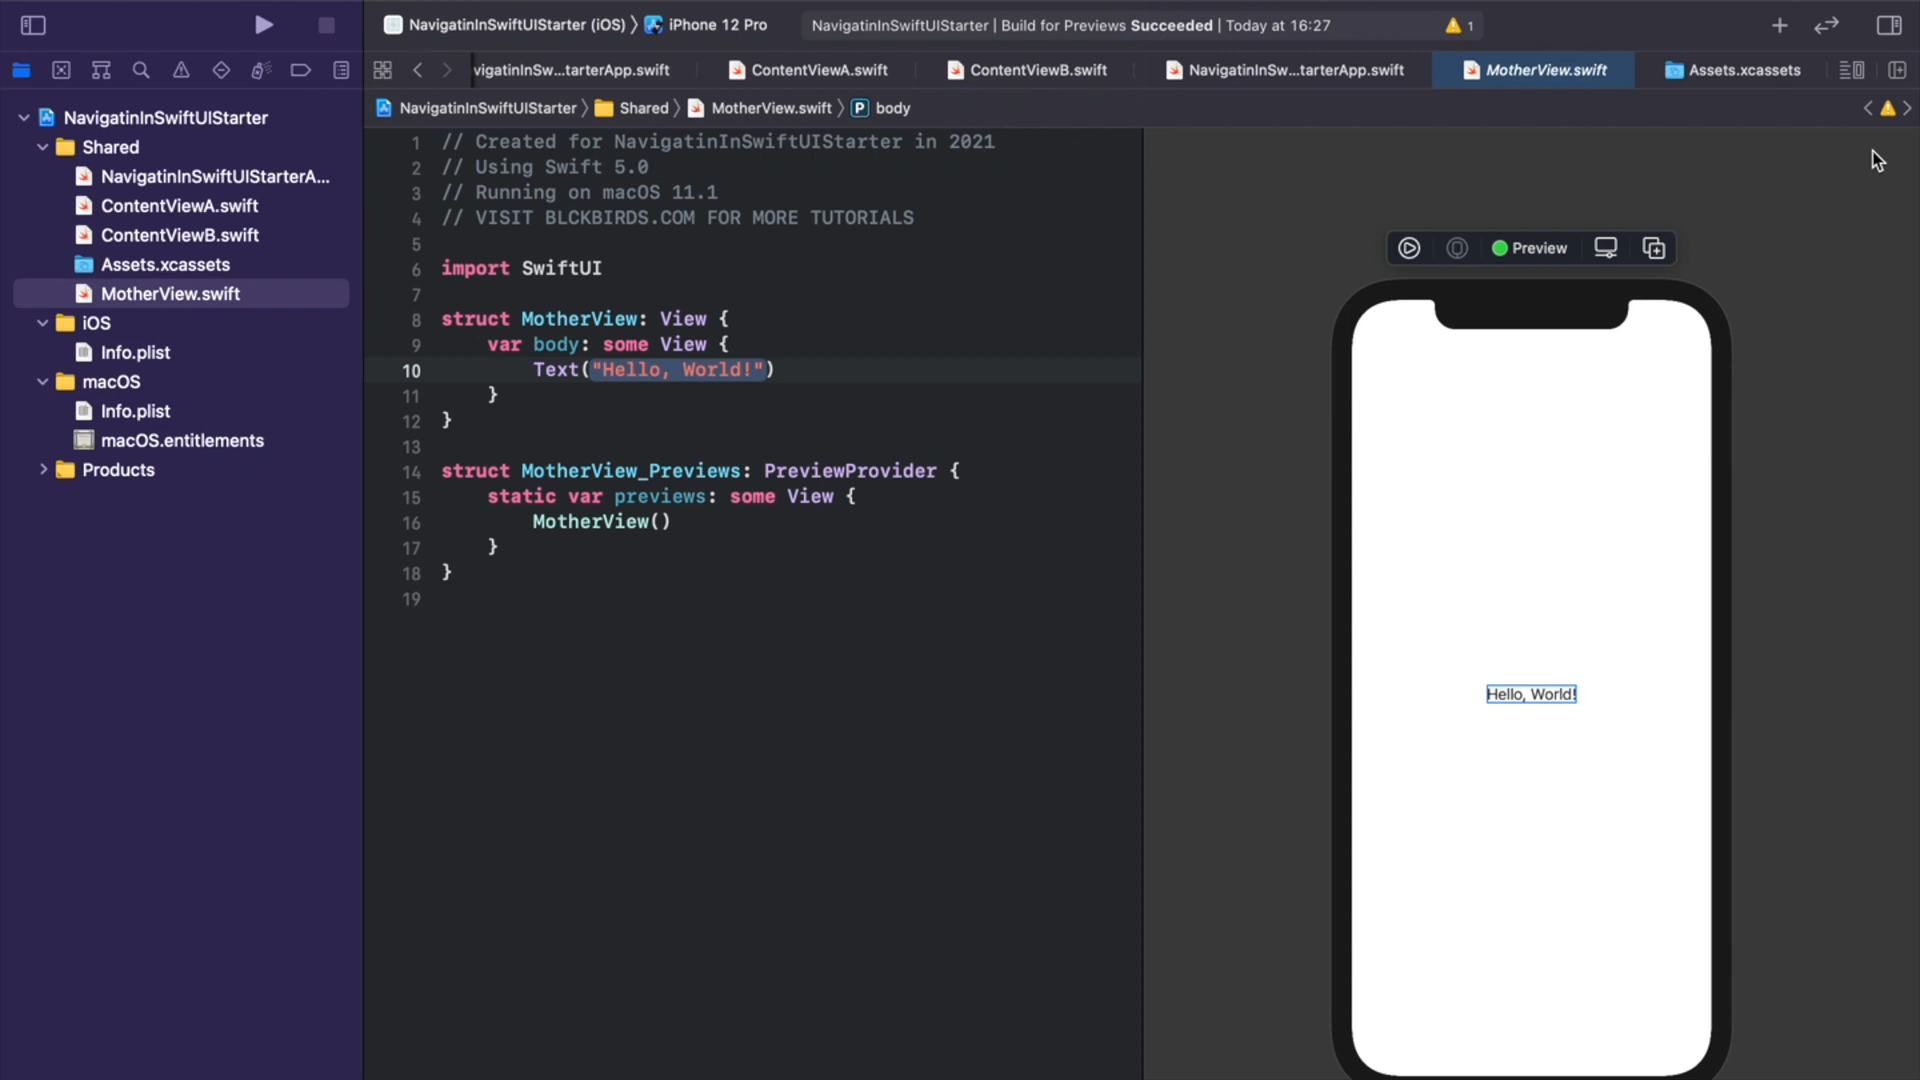 NavigatinInSwiftUIStarter (iOS) 〉 iPhone 12 Pro
NavigatinInSwiftUIStarter | Build for Previews Succeeded | Today at 16:27
1
vigatinInSw...tarterApp.swift
ContentViewA.swift
ContentViewB.swift
NavigatinInSw...tarterApp.swift
MotherView.swift
Assets.xcassets
NavigatinInSwiftUIStarter 〉 Shared 〉 MotherView.swift 〉 P body
NavigatinInSwiftUIStarter
Shared
NavigatinInSwiftUIStarterA...
ContentViewA.swift
ContentViewB.swift
Assets.xcassets
MotherView.swift
iOS
Info.plist
macOS
Info.plist
macOS.entitlements
Products
1 // Created for NavigatinInSwiftUIStarter in 2021
2 // Using Swift 5.0
3 // Running on macOS 11.1
4 // VISIT BLCKBIRDS.COM FOR MORE TUTORIALS
5
6 import SwiftUI
7
8 struct MotherView: View {
9 var body: some View {
10 Text("Hello, World!")
11 }
12 }
13
14 struct MotherView_Previews: PreviewProvider {
15 static var previews: some View {
16 MotherView()
17 }
18 }
19
Preview
Hello, World!